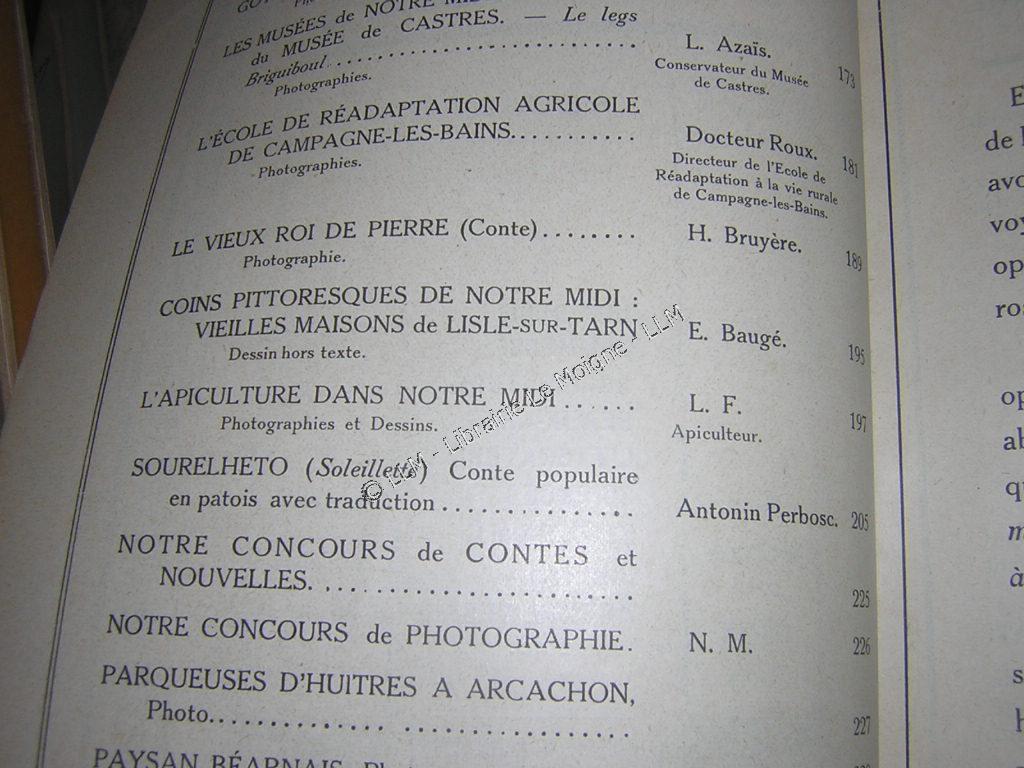 LES MUSÉES de NOTRE MIDI
du MUSÉE de CASTRES. — Le legs
Briguiboul.............................. L. Azaïs. 173
Photographies. Conservateur du Musée
de Castres.
L'ÉCOLE DE RÉADAPTATION AGRICOLE
DE CAMPAGNE-LES-BAINS........... Docteur Roux. 181
Photographies. Directeur de l'Ecole de
Réadaptation à la vie rurale
de Campagne-les-Bains.
LE VIEUX ROI DE PIERRE (Conte)........ H. Bruyère. 189
Photographie.
COINS PITTORESQUES DE NOTRE MIDI :
VIEILLES MAISONS de LISLE-SUR-TARN E. Baugé. 195
Dessin hors texte.
L'APICULTURE DANS NOTRE MIDI...... L. F. 197
Photographies et Dessins. Apiculteur.
SOURELHETO (Soleillette) Conte populaire
en patois avec traduction............... Antonin Perbosc. 205
NOTRE CONCOURS de CONTES et
NOUVELLES......................... 225
NOTRE CONCOURS de PHOTOGRAPHIE. N. M. 226
PARQUEUSES D'HUITRES A ARCACHON,
Photo.............................. 227
PAYSAN BÉARNAIS
© LLM - Librairie Le Moigne - LLM
de
avo
voy
op
ros
op
ab
qu
m
à
s
h